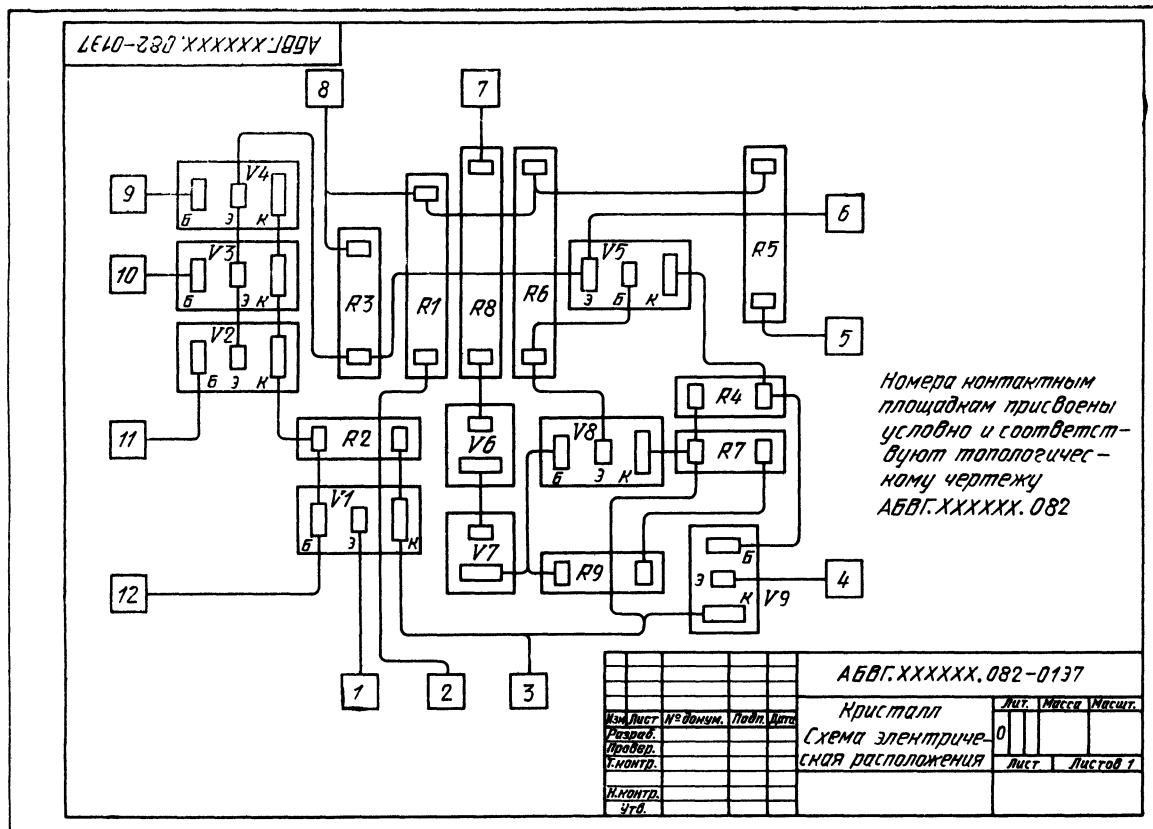 АБВГ.XXXXXX.082-0137
8
7
9
V4
Б
Э
К
10
V3
Б
Э
К
V2
Б
Э
К
11
R3
R1
R8
R6
V5
Э
Б
К
R5
6
5
R2
V1
Б
Э
К
12
V6
V7
V8
Б
Э
К
R4
R7
R9
Б
Э
К
V9
4
1
2
3
Номера контактным
площадкам присвоены
условно и соответст-
вуют топологичес-
кому чертежу
АБВГ.XXXXXX.082
АБВГ.XXXXXX.082-0137
Изм Лист № докум. Подп. Дата
Разраб.
Провер.
Т.контр.
Н.контр.
Утв.
Кристалл
Схема электриче-
ская расположения
Лит. Масса Масшт.
О
Лист Листов 1